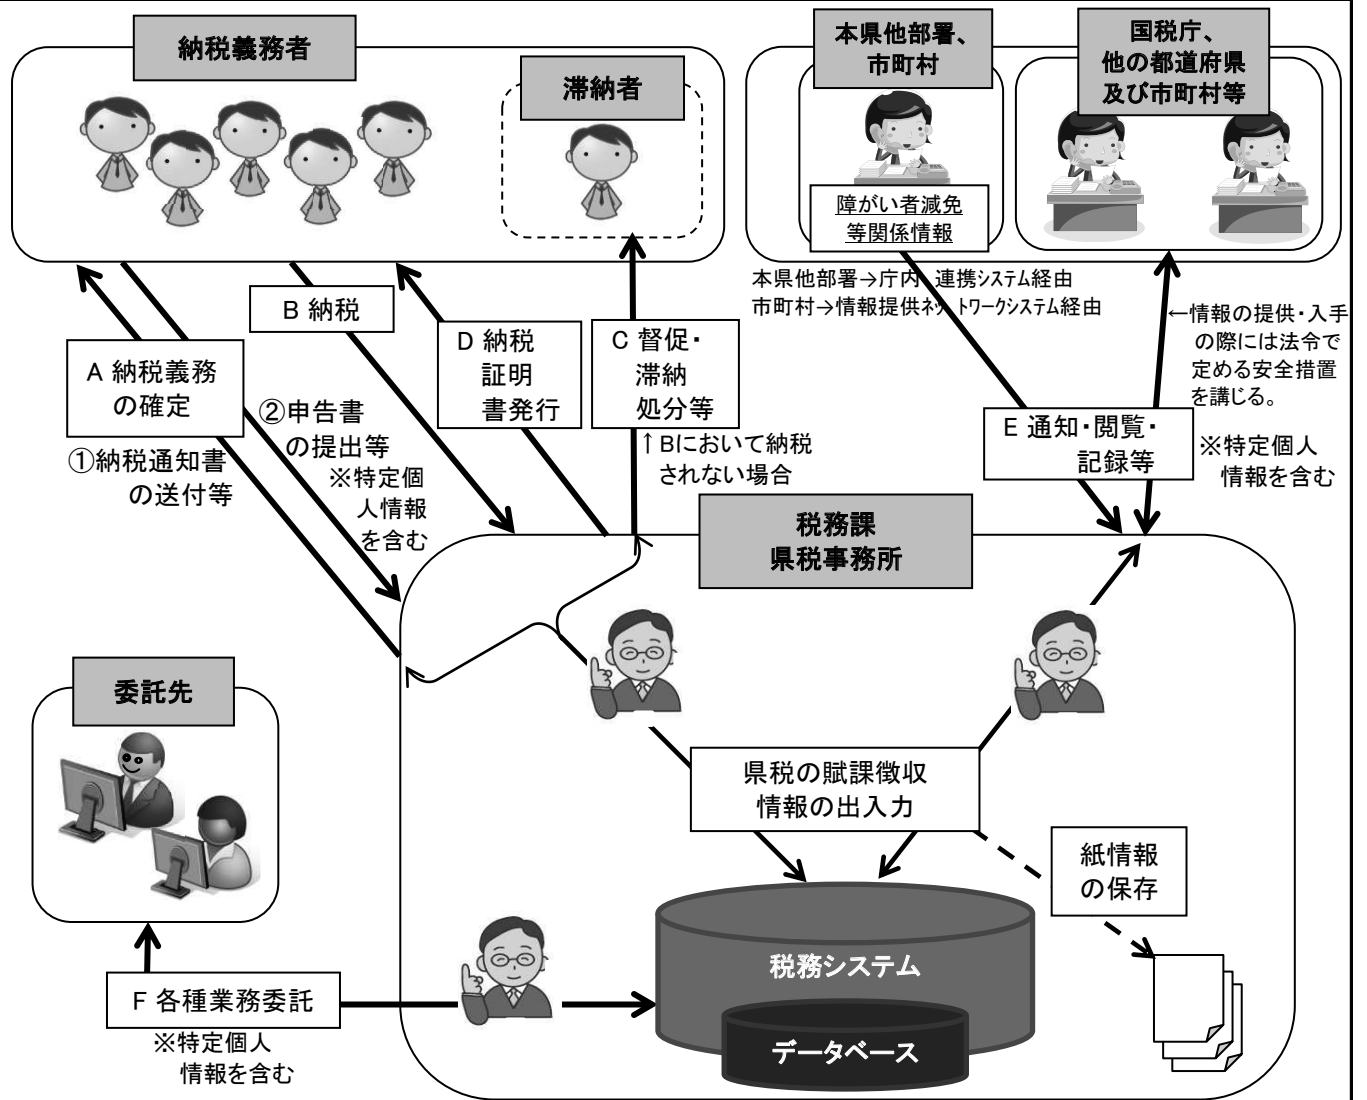 納税義務者
滞納者
本県他部署、
市町村
国税庁、
他の都道府県
及び市町村等
障がい者減免
等関係情報
本県他部署→庁内 連携システム経由
市町村→情報提供ネットワークシステム経由
←情報の提供・入手
の際には法令で
定める安全措置
を講じる。
B 納税
D 納税
証明
書発行
C 督促・
滞納
処分等
↑Bにおいて納税
されない場合
A 納税義務
の確定
①納税通知書
の送付等
②申告書
の提出等
※特定個
人情報
を含む
E 通知・閲覧・
記録等
※特定個人
情報を含む
税務課
県税事務所
委託先
県税の賦課徴収
情報の出入力
紙情報
の保存
税務システム
データベース
F 各種業務委託
※特定個人
情報を含む